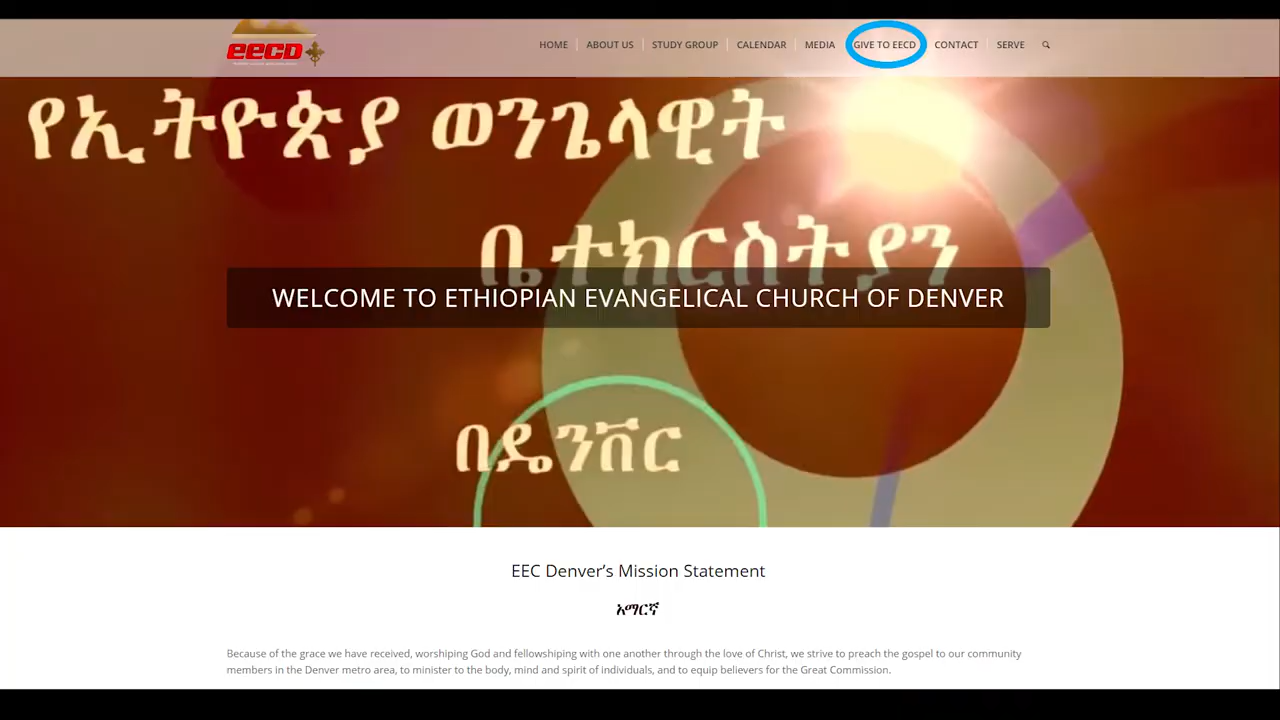 EECD
HOME ABOUT US STUDY GROUP CALENDAR MEDIA GIVE TO EECD CONTACT SERVE
የኢትዮጵያ ወንጌላዊት
ቤተክርስትያን
WELCOME TO ETHIOPIAN EVANGELICAL CHURCH OF DENVER
በዴንቨር
EEC Denver’s Mission Statement
አማርኛ
Because of the grace we have received, worshiping God and fellowshiping with one another through the love of Christ, we strive to preach the gospel to our community
members in the Denver metro area, to minister to the body, mind and spirit of individuals, and to equip believers for the Great Commission.